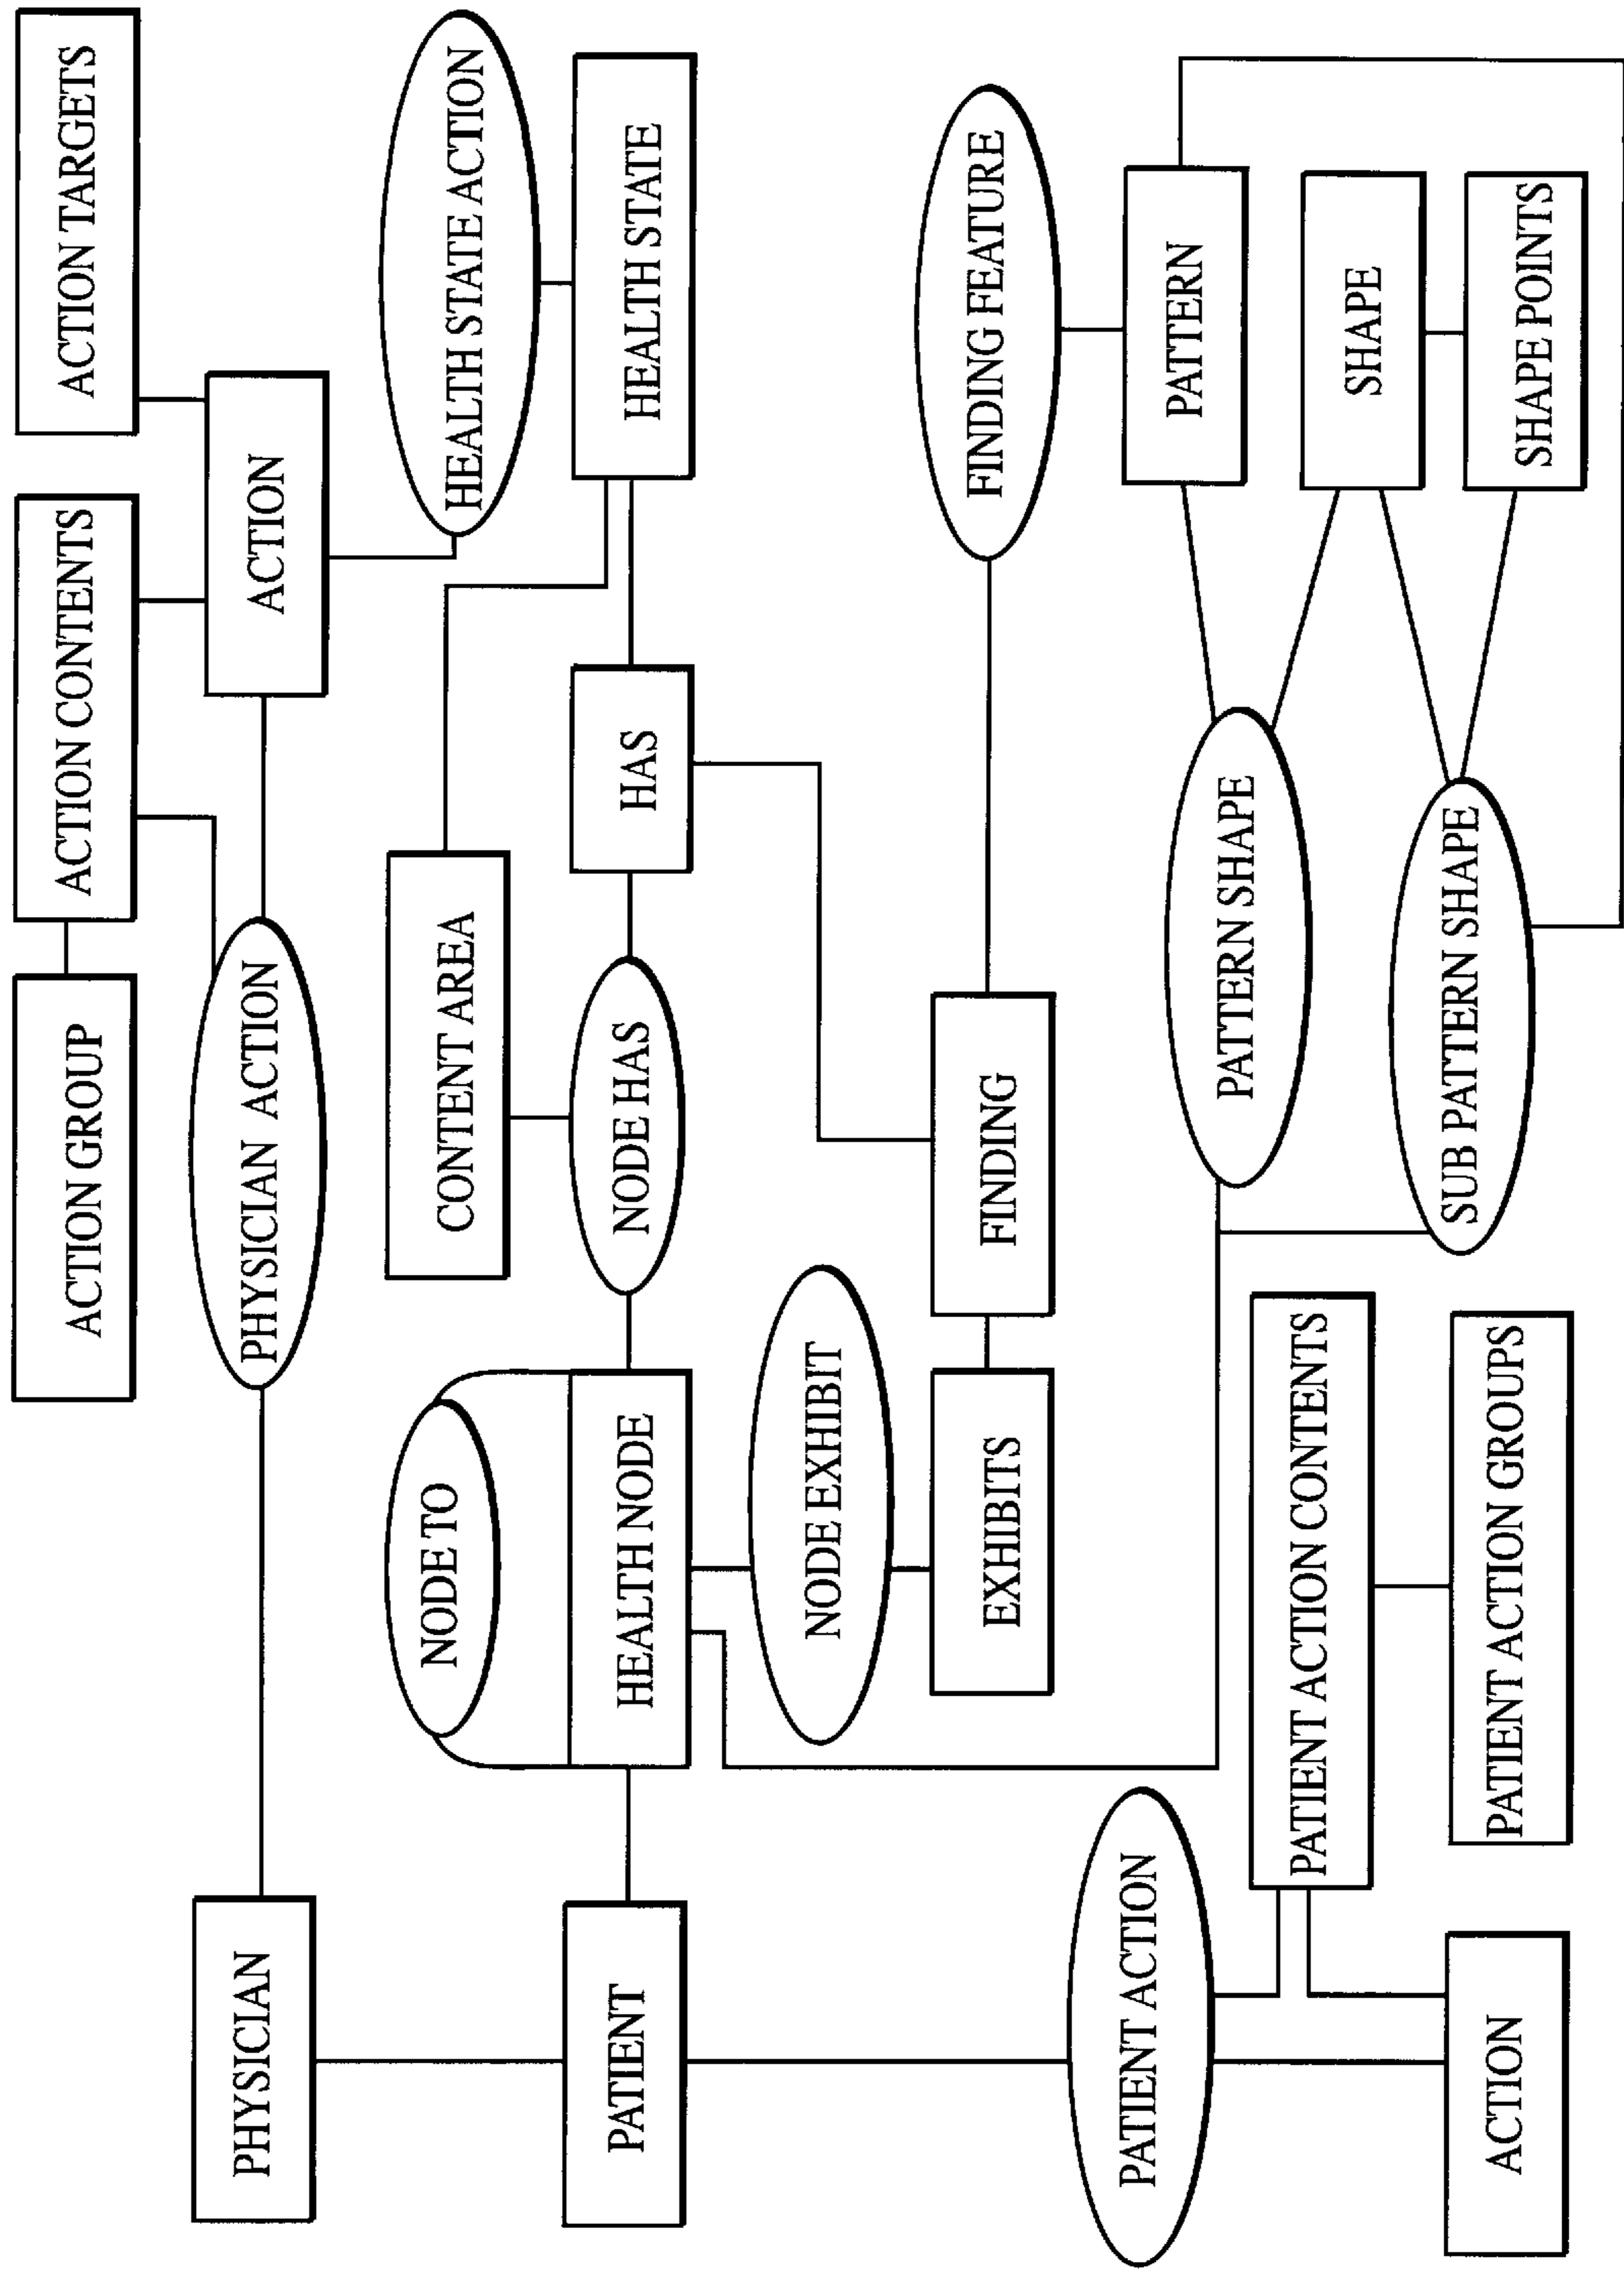 ACTION GROUP
ACTION CONTENTS
ACTION TARGETS
PHYSICIAN
PHYSICIAN ACTION
ACTION
NODE TO
CONTENT AREA
HEALTH STATE ACTION
PATIENT
HEALTH NODE
NODE HAS
HAS
HEALTH STATE
NODE EXHIBIT
EXHIBITS
FINDING
FINDING FEATURE
PATIENT ACTION
PATTERN SHAPE
PATTERN
PATIENT ACTION CONTENTS
SHAPE
SUB PATTERN SHAPE
ACTION
PATIENT ACTION GROUPS
SHAPE POINTS